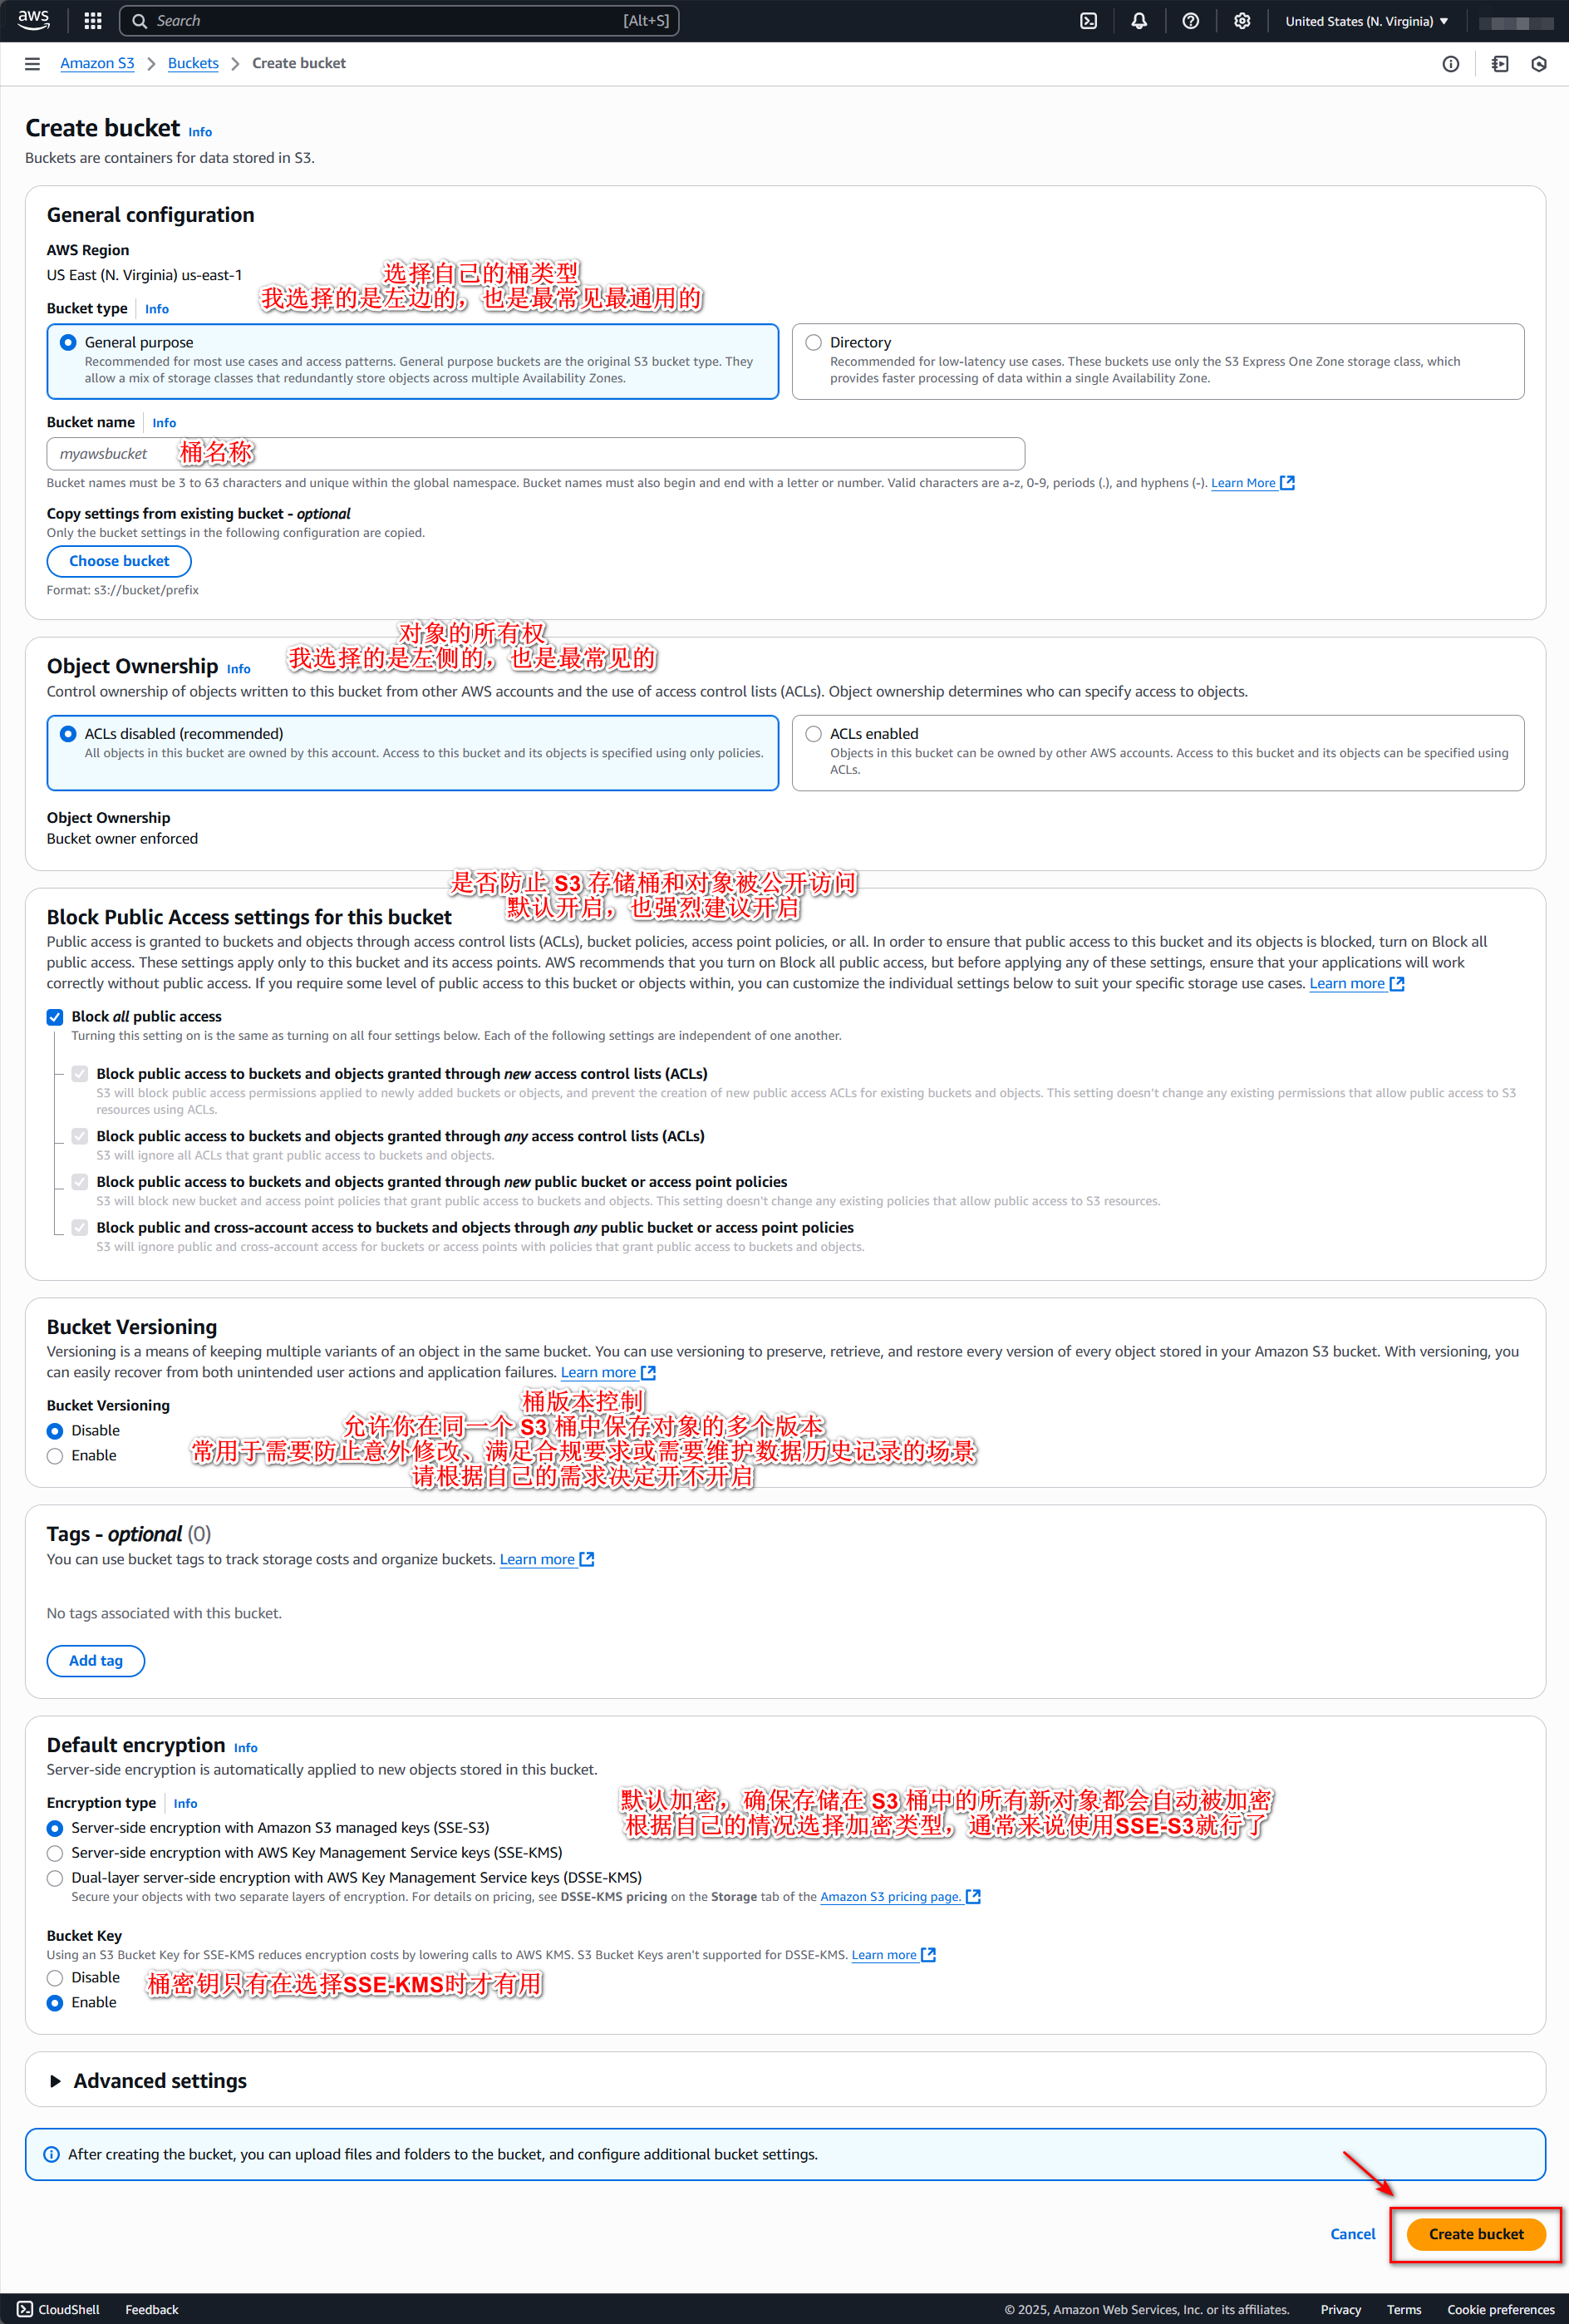 aws
Search [Alt+S]
United States (N. Virginia)
Amazon S3 > Buckets > Create bucket
Create bucket Info
Buckets are containers for data stored in S3.
General configuration
AWS Region
US East (N. Virginia) us-east-1
选择自己的桶类型
我选择的是左边的，也是最常见最通用的
Bucket type Info
General purpose
Recommended for most use cases and access patterns. General purpose buckets are the original S3 bucket type. They
allow a mix of storage classes that redundantly store objects across multiple Availability Zones.
Directory
Recommended for low-latency use cases. These buckets use only the S3 Express One Zone storage class, which
provides faster processing of data within a single Availability Zone.
Bucket name Info
myawsbucket 桶名称
Bucket names must be 3 to 63 characters and unique within the global namespace. Bucket names must also begin and end with a letter or number. Valid characters are a-z, 0-9, periods (.), and hyphens (-). Learn More
Copy settings from existing bucket - optional
Only the bucket settings in the following configuration are copied.
Choose bucket
Format: s3://bucket/prefix
对象的所有权
我选择的是左侧的，也是最常见的
Object Ownership Info
Control ownership of objects written to this bucket from other AWS accounts and the use of access control lists (ACLs). Object ownership determines who can specify access to objects.
ACLs disabled (recommended)
All objects in this bucket are owned by this account. Access to this bucket and its objects is specified using only policies.
ACLs enabled
Objects in this bucket can be owned by other AWS accounts. Access to this bucket and its objects can be specified using
ACLs.
Object Ownership
Bucket owner enforced
是否防止 S3 存储桶和对象被公开访问
默认开启，也强烈建议开启
Block Public Access settings for this bucket
Public access is granted to buckets and objects through access control lists (ACLs), bucket policies, access point policies, or all. In order to ensure that public access to this bucket and its objects is blocked, turn on Block all
public access. These settings apply only to this bucket and its access points. AWS recommends that you turn on Block all public access, but before applying any of these settings, ensure that your applications will work
correctly without public access. If you require some level of public access to this bucket or objects within, you can customize the individual settings below to suit your specific storage use cases. Learn more
Block all public access
Turning this setting on is the same as turning on all four settings below. Each of the following settings are independent of one another.
Block public access to buckets and objects granted through new access control lists (ACLs)
S3 will block public access permissions applied to newly added buckets or objects, and prevent the creation of new public access ACLs for existing buckets and objects. This setting doesn't change any existing permissions that allow public access to S3
resources using ACLs.
Block public access to buckets and objects granted through any access control lists (ACLs)
S3 will ignore all ACLs that grant public access to buckets and objects.
Block public access to buckets and objects granted through new public bucket or access point policies
S3 will block new bucket and access point policies that grant public access to buckets and objects. This setting doesn't change any existing policies that allow public access to S3 resources.
Block public and cross-account access to buckets and objects through any public bucket or access point policies
S3 will ignore public and cross-account access for buckets or access points with policies that grant public access to buckets and objects.
Bucket Versioning
Versioning is a means of keeping multiple variants of an object in the same bucket. You can use versioning to preserve, retrieve, and restore every version of every object stored in your Amazon S3 bucket. With versioning, you
can easily recover from both unintended user actions and application failures. Learn more
Bucket Versioning
Disable
Enable
桶版本控制
允许你在同一个 S3 桶中保存对象的多个版本
常用于需要防止意外修改、满足合规要求或需要维护数据历史记录的场景
请根据自己的需求决定开不开启
Tags - optional (0)
You can use bucket tags to track storage costs and organize buckets. Learn more
No tags associated with this bucket.
Add tag
Default encryption Info
Server-side encryption is automatically applied to new objects stored in this bucket.
Encryption type Info
默认加密，确保存储在 S3 桶中的所有新对象都会自动被加密
根据自己的情况选择加密类型，通常来说使用SSE-S3就行了
Server-side encryption with Amazon S3 managed keys (SSE-S3)
Server-side encryption with AWS Key Management Service keys (SSE-KMS)
Dual-layer server-side encryption with AWS Key Management Service keys (DSSE-KMS)
Secure your objects with two separate layers of encryption. For details on pricing, see DSSE-KMS pricing on the Storage tab of the Amazon S3 pricing page.
Bucket Key
Using an S3 Bucket Key for SSE-KMS reduces encryption costs by lowering calls to AWS KMS. S3 Bucket Keys aren't supported for DSSE-KMS. Learn more
Disable
Enable
桶密钥只有在选择SSE-KMS时才有用
Advanced settings
After creating the bucket, you can upload files and folders to the bucket, and configure additional bucket settings.
Cancel Create bucket
CloudShell Feedback © 2025, Amazon Web Services, Inc. or its affiliates. Privacy Terms Cookie preferences